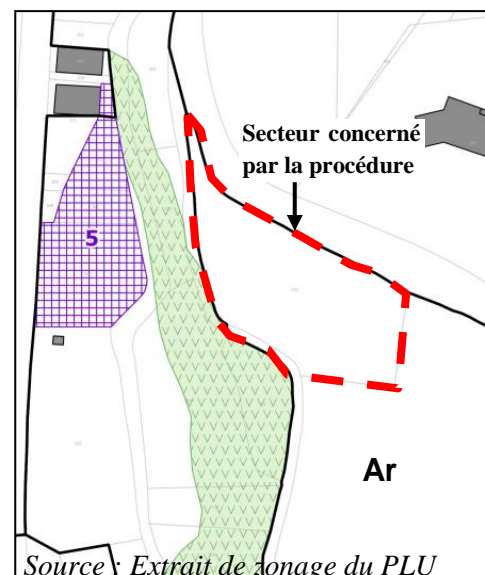 Secteur concerné
par la procédure
5
Ar
Source : Extrait de zonage du PLU